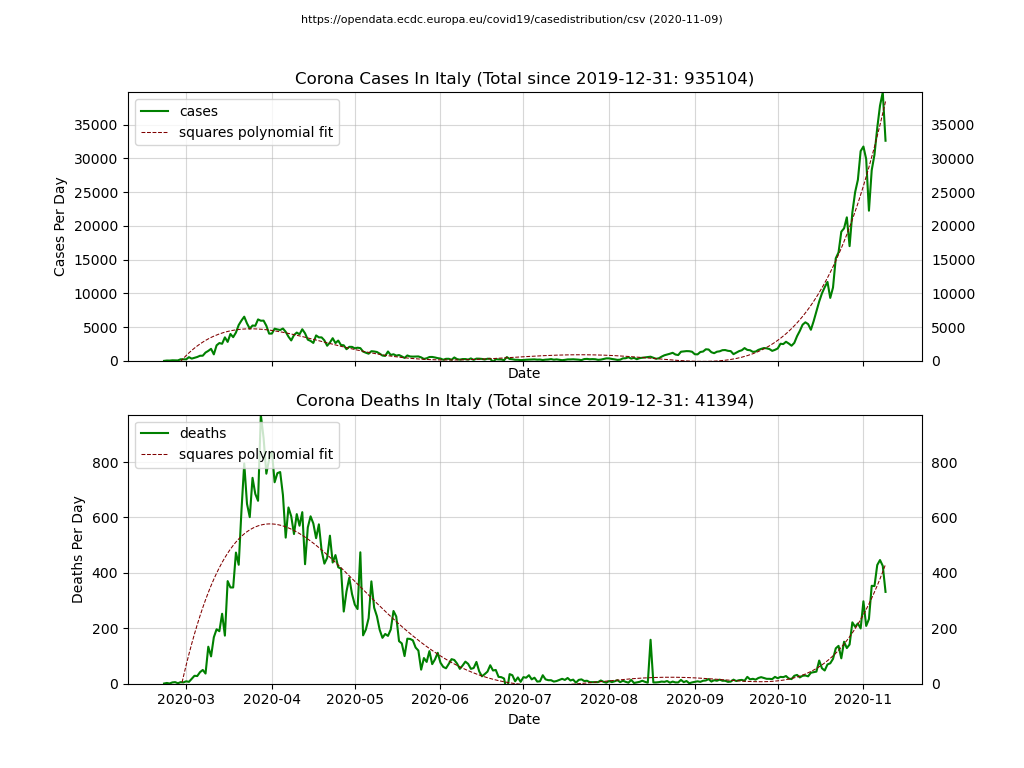 https://opendata.ecdc.europa.eu/covid19/casedistribution/csv (2020-11-09)
Corona Cases In Italy (Total since 2019-12-31: 935104)
cases
squares polynomial fit
Cases Per Day
35000
30000
25000
20000
15000
10000
5000
0
35000
30000
25000
20000
15000
10000
5000
0
Date
Corona Deaths In Italy (Total since 2019-12-31: 41394)
deaths
squares polynomial fit
Deaths Per Day
800
600
400
200
0
800
600
400
200
0
2020-03 2020-04 2020-05 2020-06 2020-07 2020-08 2020-09 2020-10 2020-11
Date